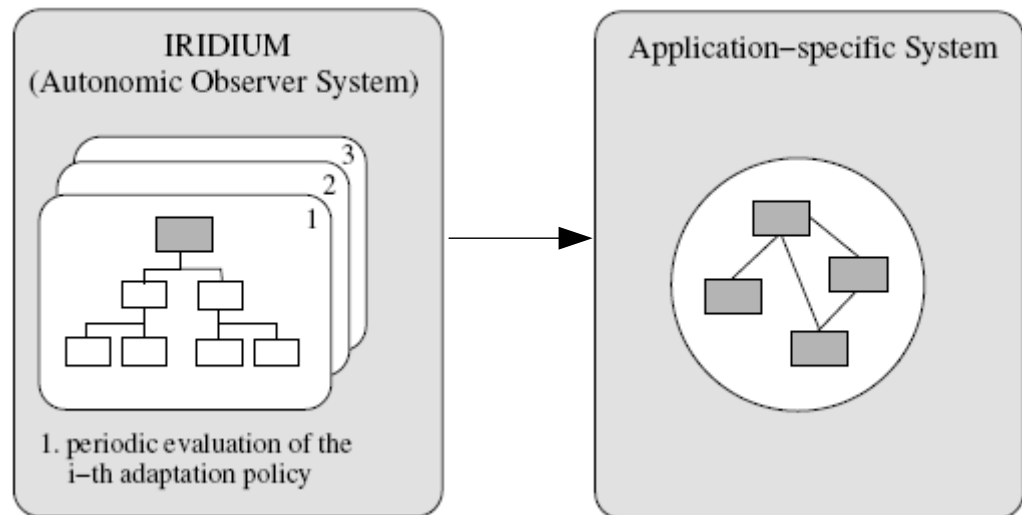 IRIDIUM
(Autonomic Observer System)
3
2
1
1. periodic evaluation of the
i–th adaptation policy
Application–specific System